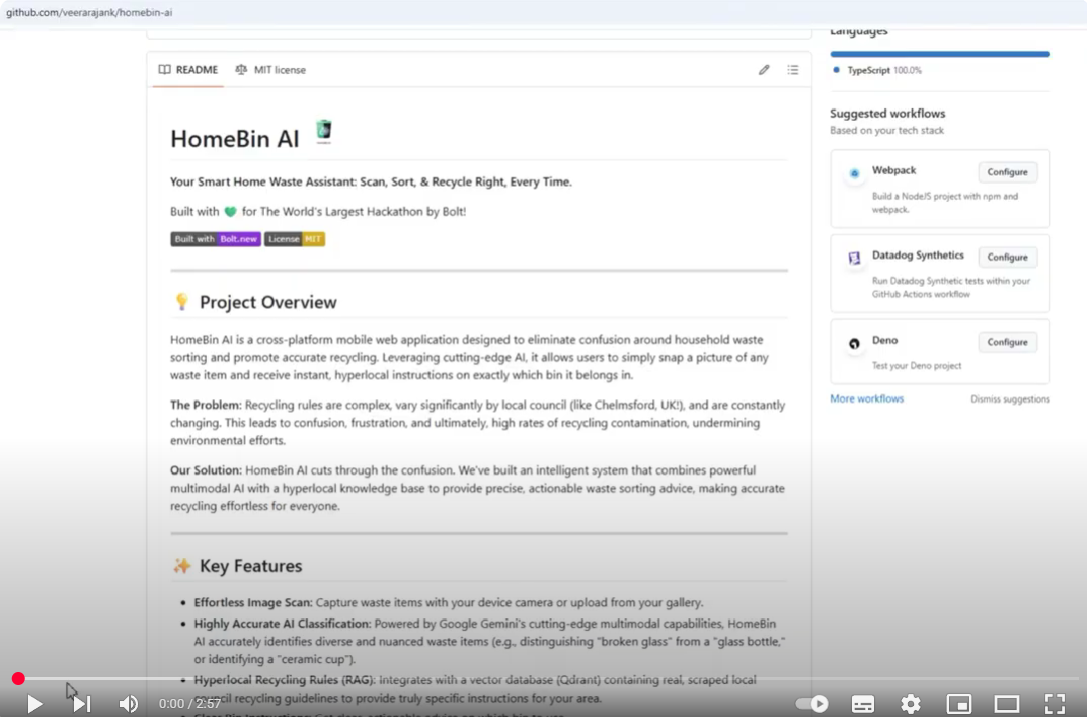 github.com/veerarajank/homebin-ai
Languages
README
MIT license
TypeScript 100.0%
HomeBin AI
Your Smart Home Waste Assistant: Scan, Sort, & Recycle Right, Every Time.
Built with 💚 for The World's Largest Hackathon by Bolt!
Built with Bolt.new License MIT
Suggested workflows
Based on your tech stack
Webpack
Configure
Build a NodeJS project with npm and
webpack.
Datadog Synthetics
Configure
Run Datadog Synthetic tests within your
GitHub Actions workflow
Deno
Configure
Test your Deno project
More workflows
Dismiss suggestions
💡 Project Overview
HomeBin AI is a cross-platform mobile web application designed to eliminate confusion around household waste
sorting and promote accurate recycling. Leveraging cutting-edge AI, it allows users to simply snap a picture of any
waste item and receive instant, hyperlocal instructions on exactly which bin it belongs in.
The Problem: Recycling rules are complex, vary significantly by local council (like Chelmsford, UK!), and are constantly
changing. This leads to confusion, frustration, and ultimately, high rates of recycling contamination, undermining
environmental efforts.
Our Solution: HomeBin AI cuts through the confusion. We've built an intelligent system that combines powerful
multimodal AI with a hyperlocal knowledge base to provide precise, actionable waste sorting advice, making accurate
recycling effortless for everyone.
✨ Key Features
• Effortless Image Scan: Capture waste items with your device camera or upload from your gallery.
• Highly Accurate AI Classification: Powered by Google Gemini's cutting-edge multimodal capabilities, HomeBin
AI accurately identifies diverse and nuanced waste items (e.g., distinguishing "broken glass" from a "glass bottle,"
or identifying a "ceramic cup").
• Hyperlocal Recycling Rules (RAG): Integrates with a vector database (Qdrant) containing real, scraped local
council recycling guidelines to provide truly specific instructions for your area.
0:00 / 2:57